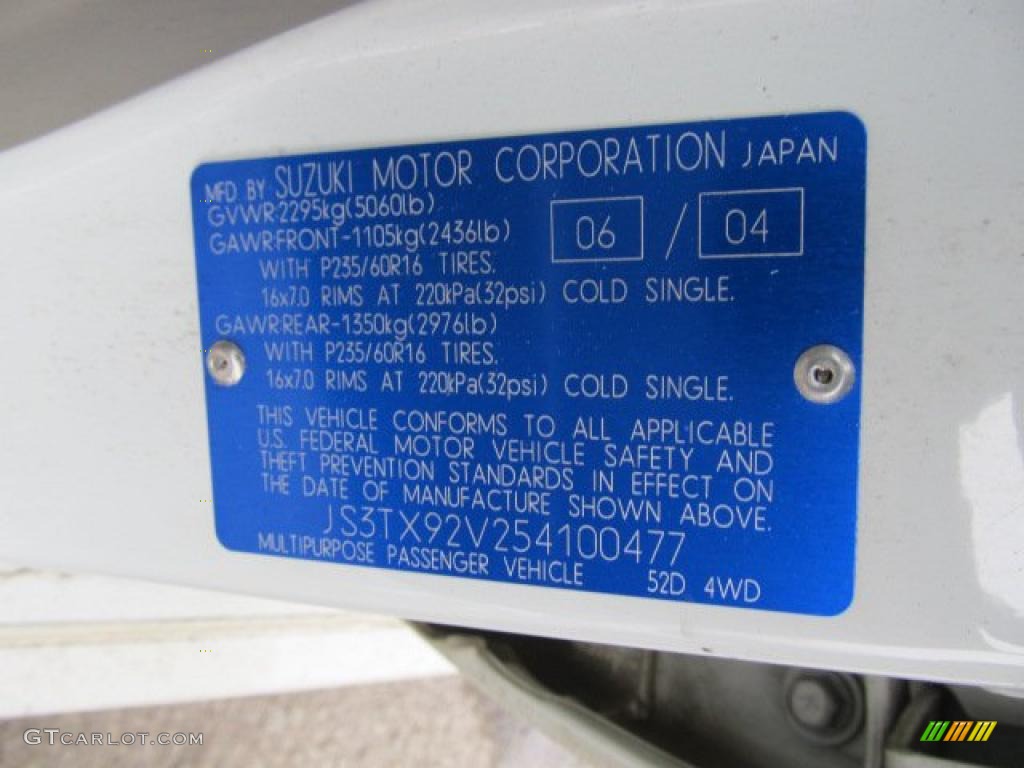 MFD. BY SUZUKI MOTOR CORPORATION JAPAN
GVWR:2295kg(5060lb)
GAWR:FRONT-1105kg(2436lb)
06 / 04
WITH P235/60R16 TIRES.
16x7.0 RIMS AT 220kPa(32psi) COLD SINGLE.
GAWR:REAR-1350kg(2976lb)
WITH P235/60R16 TIRES.
16x7.0 RIMS AT 220kPa(32psi) COLD SINGLE.
THIS VEHICLE CONFORMS TO ALL APPLICABLE
U.S. FEDERAL MOTOR VEHICLE SAFETY AND
THEFT PREVENTION STANDARDS IN EFFECT ON
THE DATE OF MANUFACTURE SHOWN ABOVE.
JS3TX92V254100477
MULTIPURPOSE PASSENGER VEHICLE 52D 4WD
GTCARLOT.COM